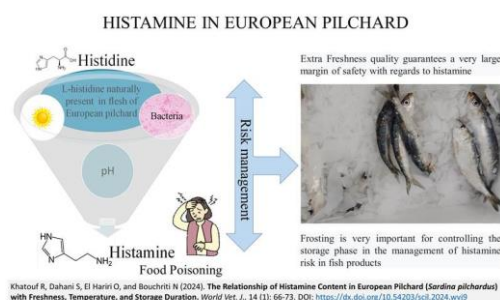 HISTAMINE IN EUROPEAN PILCHARD
Histidine
L-histidine naturally
present in flesh of
European pilchard
Bacteria
pH
HN
N
NH₂
Histamine
Food Poisoning
Risk management
Extra Freshness quality guarantees a very large
margin of safety with regards to histamine
Frosting is very important for controlling the
storage phase in the management of histamine
risk in fish products
Khatouf R, Dahani S, El Hariri O, and Bouchriti N (2024). The Relationship of Histamine Content in European Pilchard (Sardina pilchardus)
with Freshness, Temperature, and Storage Duration. World Vet. J., 14 (1): 66-73. DOI: https://dx.doi.org/10.54203/scil.2024.wvj9